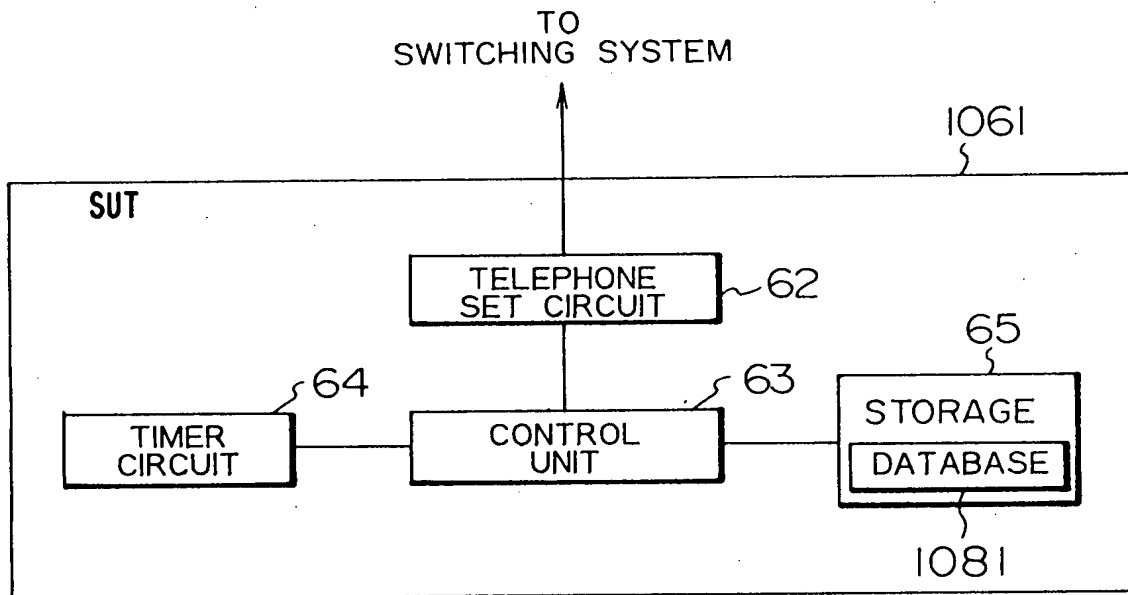 TO
SWITCHING SYSTEM
1061
SUT
TELEPHONE
SET CIRCUIT
62
65
64
63
TIMER
CIRCUIT
CONTROL
UNIT
STORAGE
DATABASE
1081